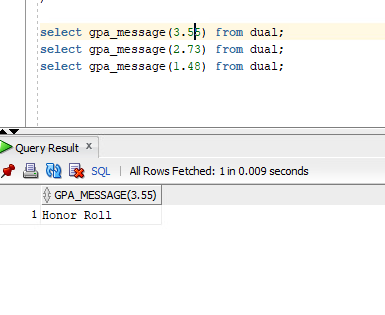 select gpa_message(3.55) from dual;
select gpa_message(2.73) from dual;
select gpa_message(1.48) from dual;
Query Result x
SQL | All Rows Fetched: 1 in 0.009 seconds
GPA_MESSAGE(3.55)
1 Honor Roll